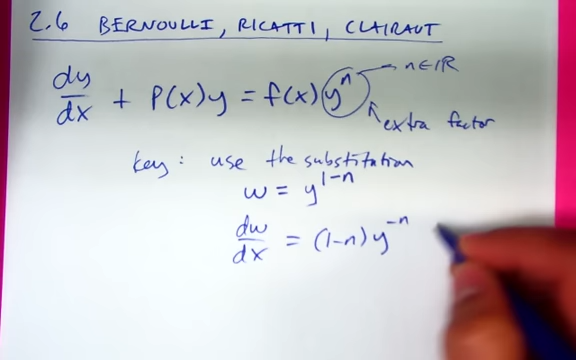 2.6 BERNOULLI, RICATTI, CLAIRAUT
dy/dx + P(x)y = f(x) y^n ← n∈ℝ
extra factor
key: use the substitution
w = y^{1-n}
dw/dx = (1-n)y^{-n}